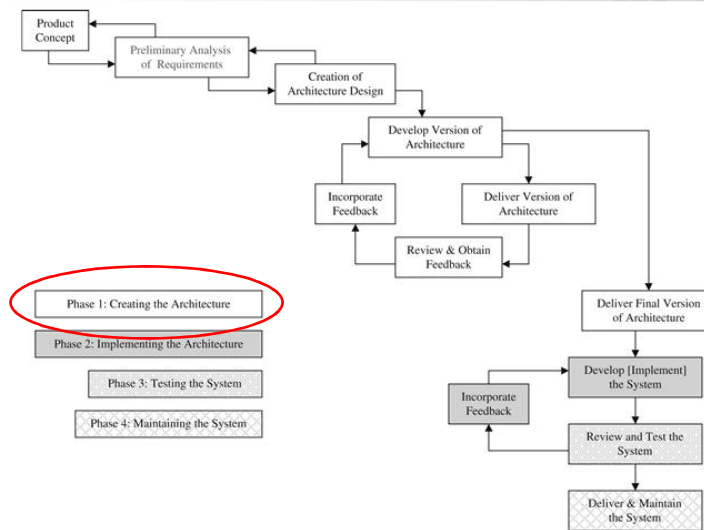 Product
Concept
Preliminary Analysis
of Requirements
Creation of
Architecture Design
Develop Version of
Architecture
Incorporate
Feedback
Deliver Version of
Architecture
Review & Obtain
Feedback
Phase 1: Creating the Architecture
Phase 2: Implementing the Architecture
Phase 3: Testing the System
Phase 4: Maintaining the System
Deliver Final Version
of Architecture
Develop [Implement]
the System
Incorporate
Feedback
Review and Test the
System
Deliver & Maintain
the System